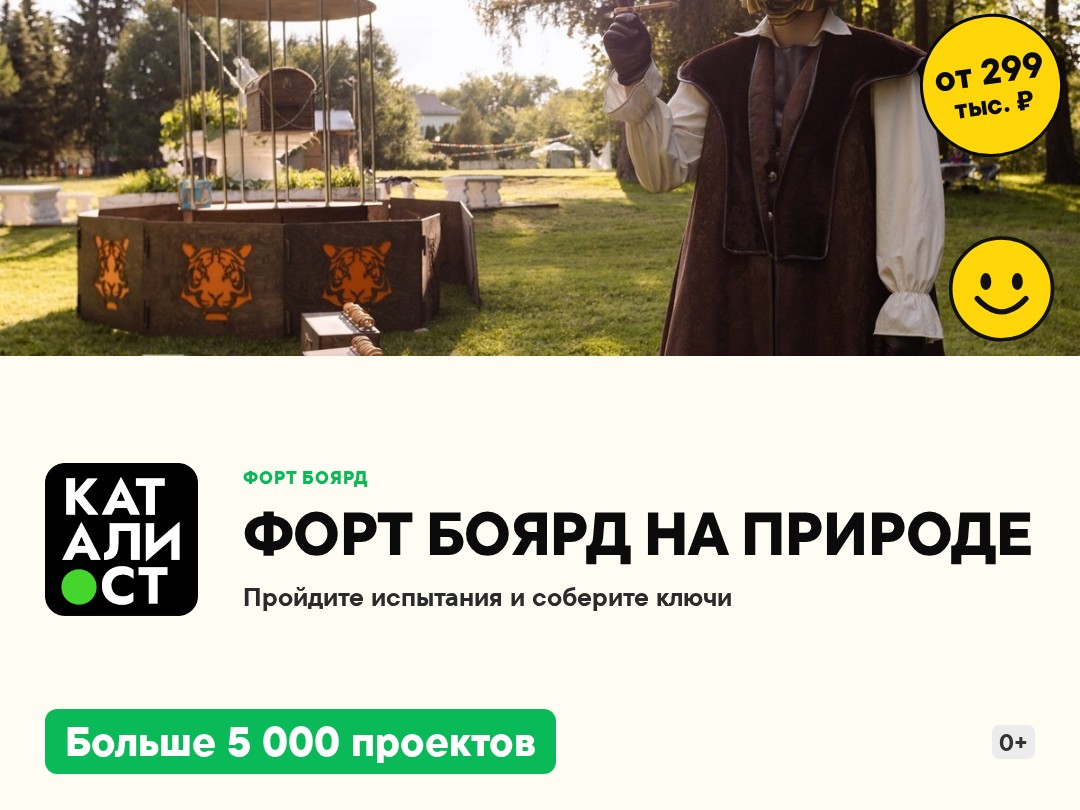 от 299
тыс. ₽
КАТ
АЛИ
ОСТ
ФОРТ БОЯРД
ФОРТ БОЯРД НА ПРИРОДЕ
Пройдите испытания и соберите ключи
Больше 5 000 проектов
0+